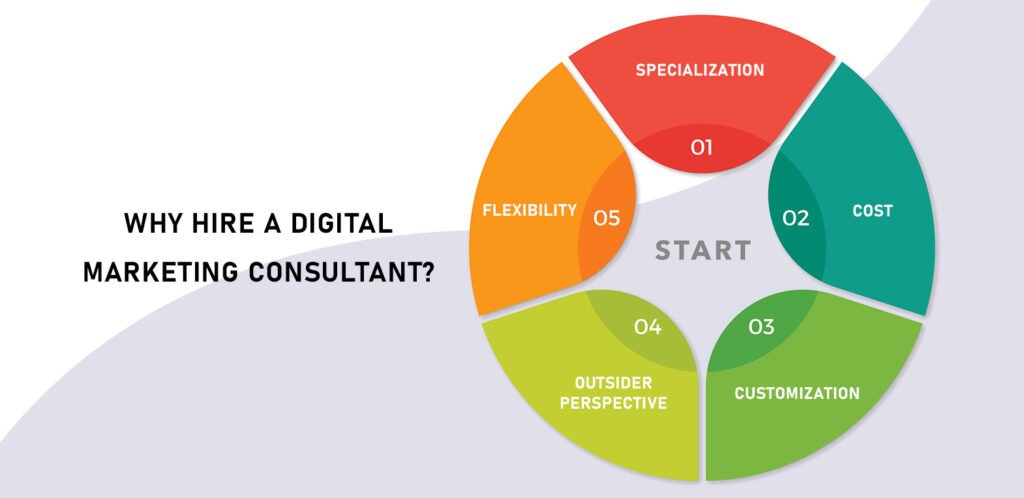 WHY HIRE A DIGITAL
MARKETING CONSULTANT?
START
SPECIALIZATION
01
COST
02
CUSTOMIZATION
03
OUTSIDER
PERSPECTIVE
04
FLEXIBILITY
05